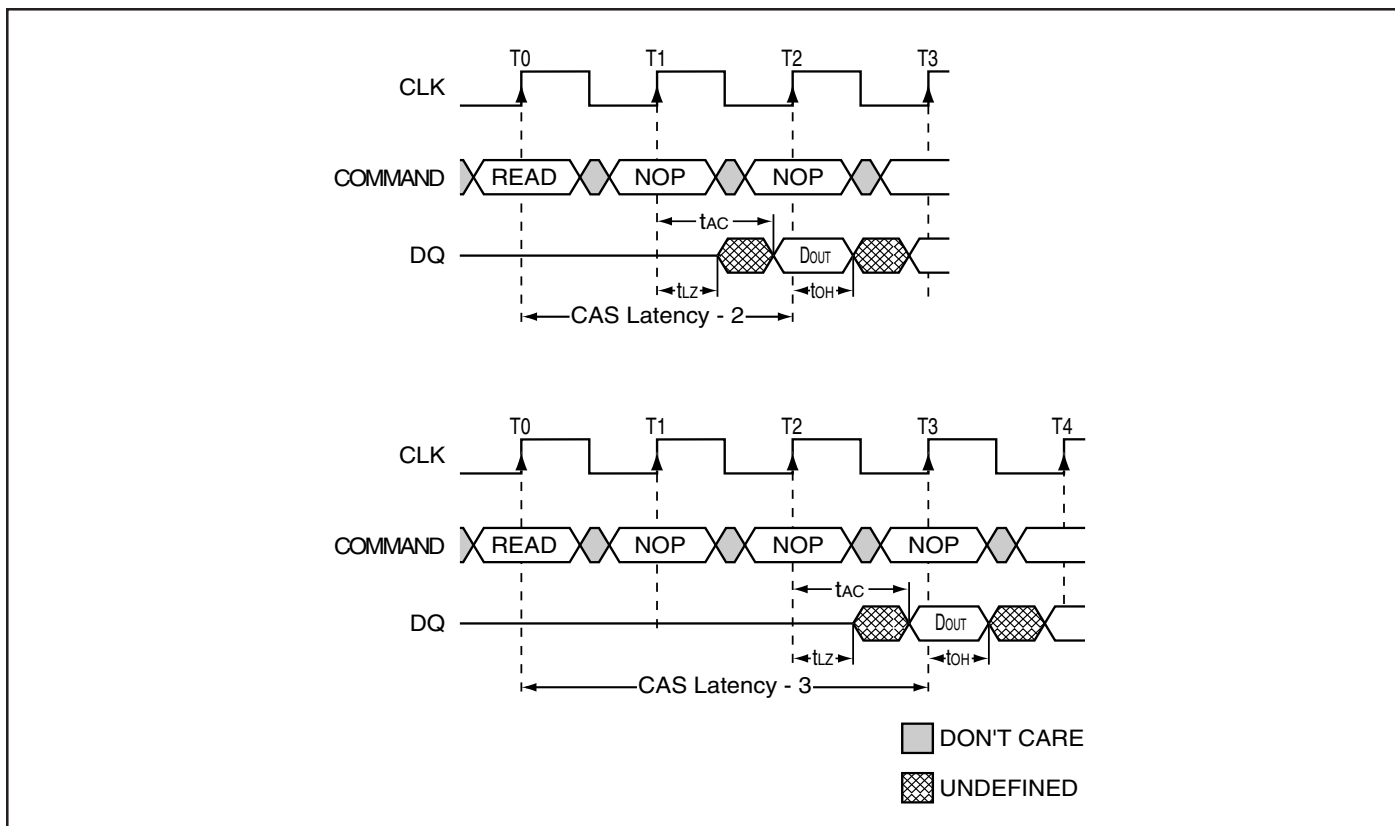 T0 T1 T2 T3
CLK
COMMAND READ NOP NOP
tAC
DQ DOUT
tLZ tOH
CAS Latency - 2
T0 T1 T2 T3 T4
CLK
COMMAND READ NOP NOP NOP
tAC
DQ DOUT
tLZ tOH
CAS Latency - 3
DON'T CARE
UNDEFINED